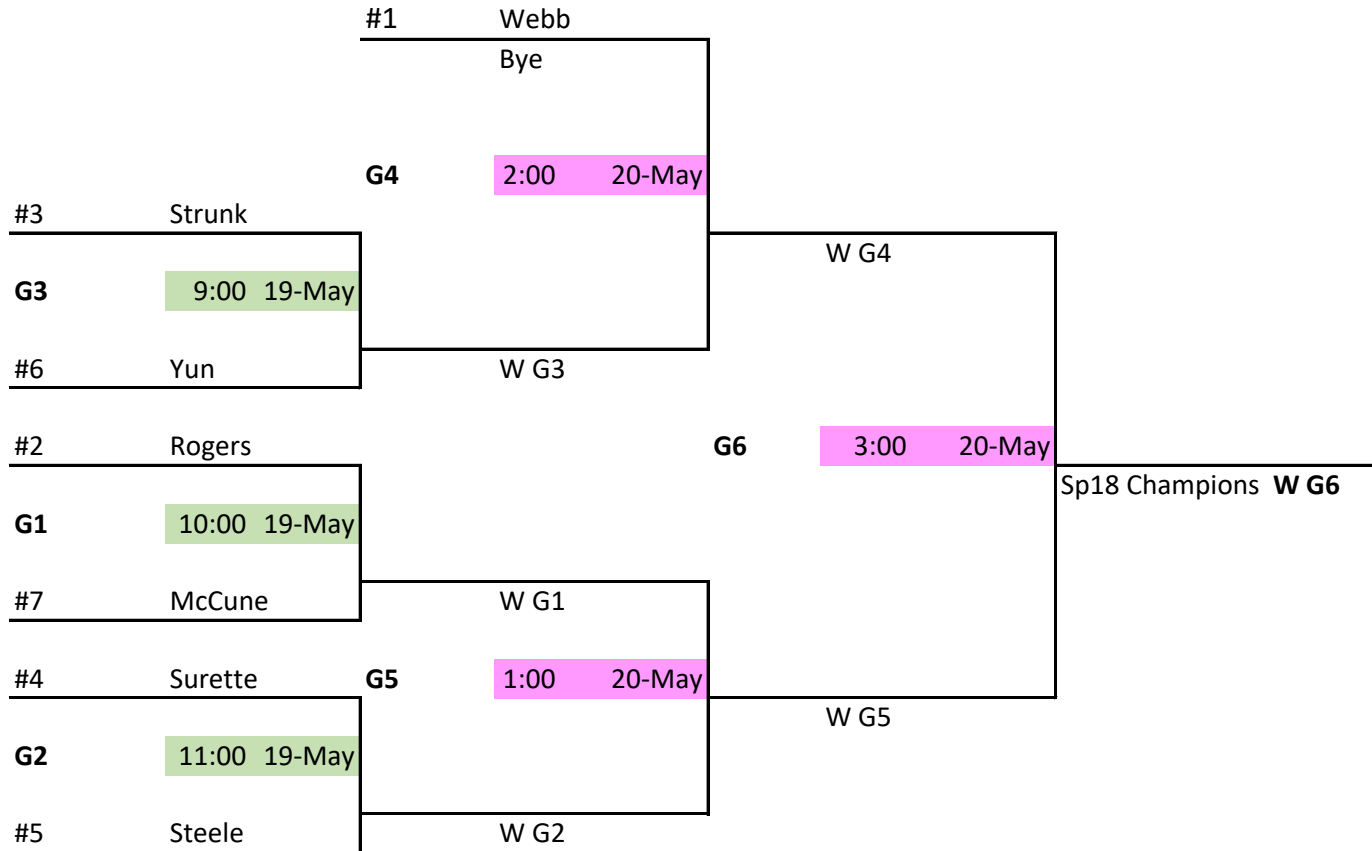 #1 Webb
Bye
G4 2:00 20-May
#3 Strunk
W G4
G3 9:00 19-May
#6 Yun W G3
#2 Rogers G6 3:00 20-May
Sp18 Champions W G6
G1 10:00 19-May
#7 McCune W G1
#4 Surette G5 1:00 20-May
W G5
G2 11:00 19-May
#5 Steele W G2